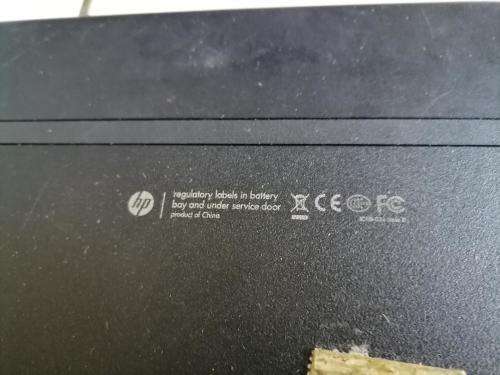 hp
regulatory labels in battery
bay and under service door
product of China
CE
FC